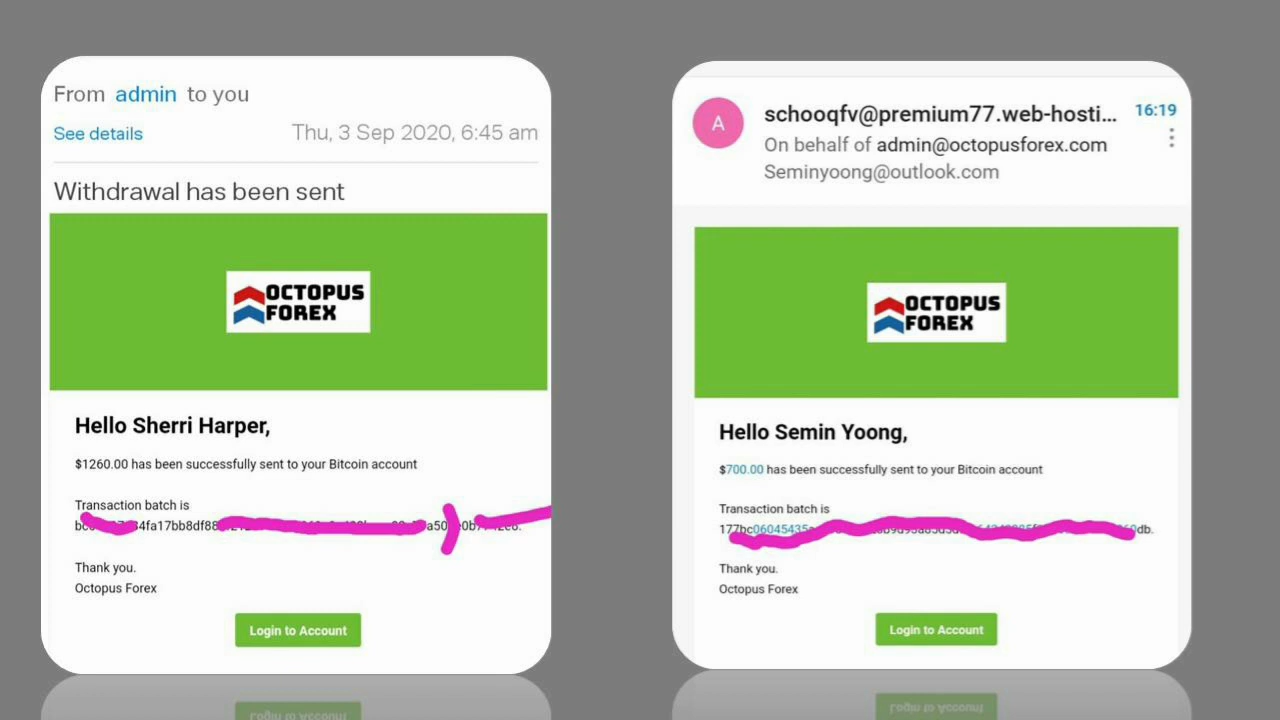 From admin to you
See details
Thu, 3 Sep 2020, 6:45 am
Withdrawal has been sent
OCTOPUS
FOREX
Hello Sherri Harper,
$1260.00 has been successfully sent to your Bitcoin account
Transaction batch is
Thank you.
Octopus Forex
Login to Account
A
schooqfv@premium77.web-hosti...
16:19
On behalf of admin@octopusforex.com
Seminyoong@outlook.com
OCTOPUS
FOREX
Hello Semin Yoong,
$700.00 has been successfully sent to your Bitcoin account
Transaction batch is
Thank you.
Octopus Forex
Login to Account